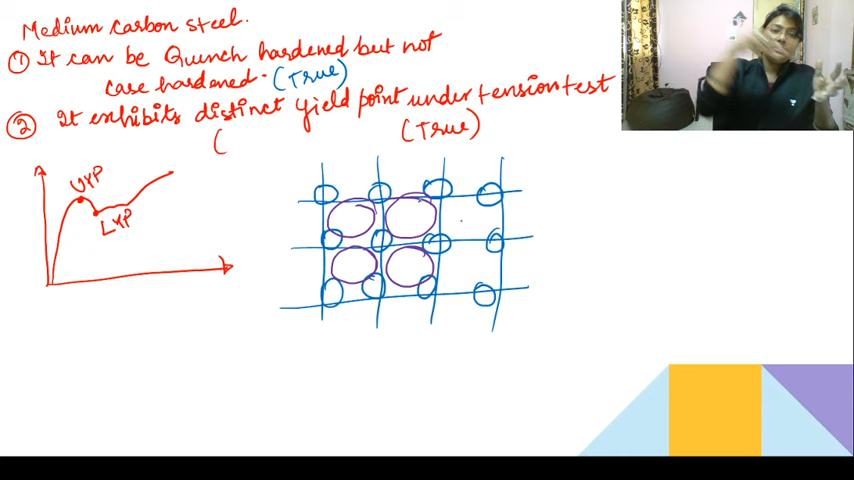 Medium carbon steel.
① It can be Qunch hardened but not
case hardened. (True)
② It exhibits distinct yield point under tension test
( (True)
UYP
LYP